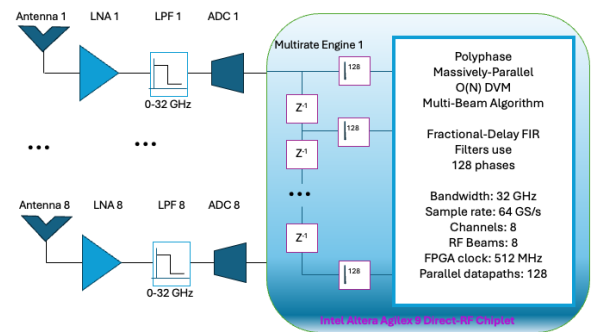 Antenna 1 LNA 1 LPF 1 ADC 1
0-32 GHz
...
...
Antenna 8 LNA 8 LPF 8 ADC 8
0-32 GHz
Multirate Engine 1
128
Z-1
128
Z-1
...
Z-1
128
Polyphase
Massively-Parallel
O(N) DVM
Multi-Beam Algorithm
Fractional-Delay FIR
Filters use
128 phases
Bandwidth: 32 GHz
Sample rate: 64 GS/s
Channels: 8
RF Beams: 8
FPGA clock: 512 MHz
Parallel datapaths: 128
Intel Altera Agilex 9 Direct-RF Chiplet